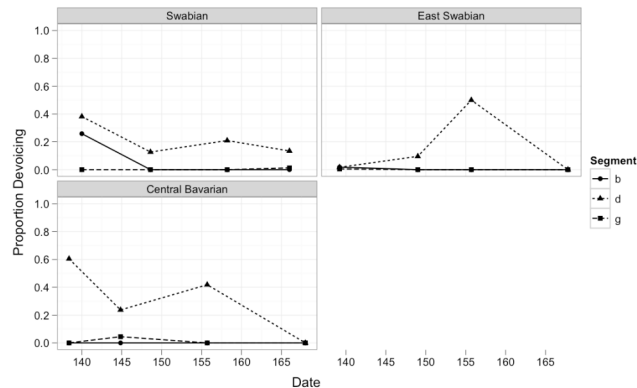 Swabian East Swabian
1.0
0.8
0.6
0.4
0.2
0.0
Central Bavarian
1.0
0.8
0.6
0.4
0.2
0.0
140 145 150 155 160 165 140 145 150 155 160 165
Proportion Devoicing
Date
Segment
b
d
g